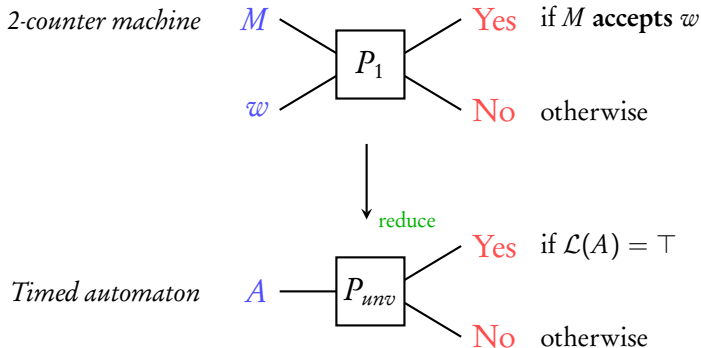 2-counter machine M Yes if M accepts w
P₁
w No otherwise
reduce
Yes if ℒ(A) = ⊤
Timed automaton A Pᵤₙᵥ
No otherwise